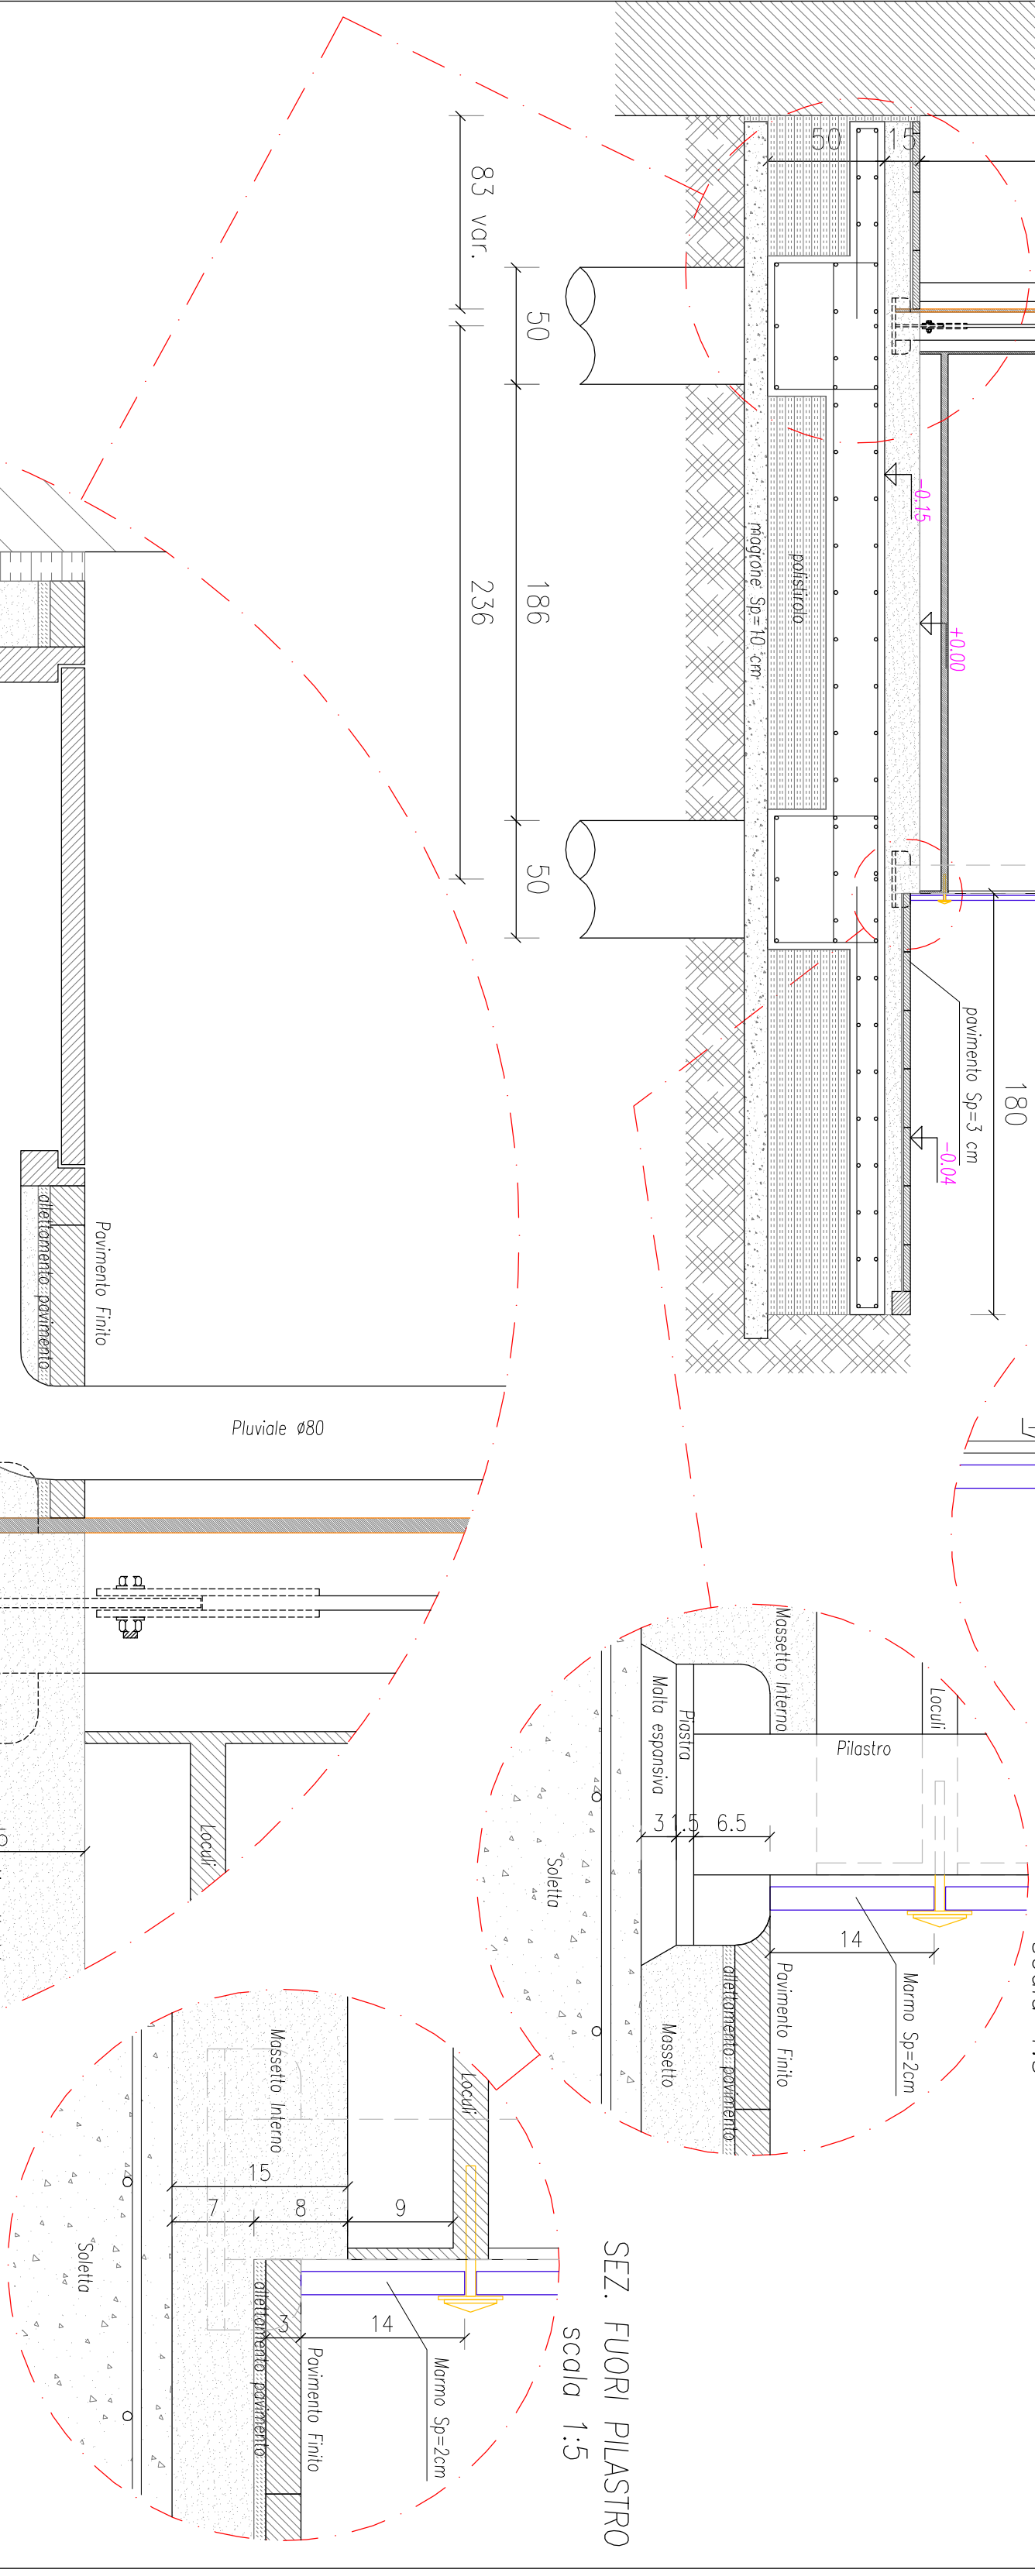 50
15
83 var.
50
186
50
236
-0.15
+0.00
-0.04
magrone Sp=10 cm
polistirolo
pavimento Sp=3 cm
180
Pavimento Finito
allettamento pavimento
Pluviale ø80
Loculi
Massetto Interno
Loculi
Pilastro
Piastra
Malta espansiva
3
1.5
6.5
Soletta
14
Marmo Sp=2cm
Pavimento Finito
allettamento pavimento
Massetto
Massetto Interno
Loculi
15
7
8
9
Soletta
3
14
Marmo Sp=2cm
Pavimento Finito
allettamento pavimento
SEZ. FUORI PILASTRO
scala 1:5